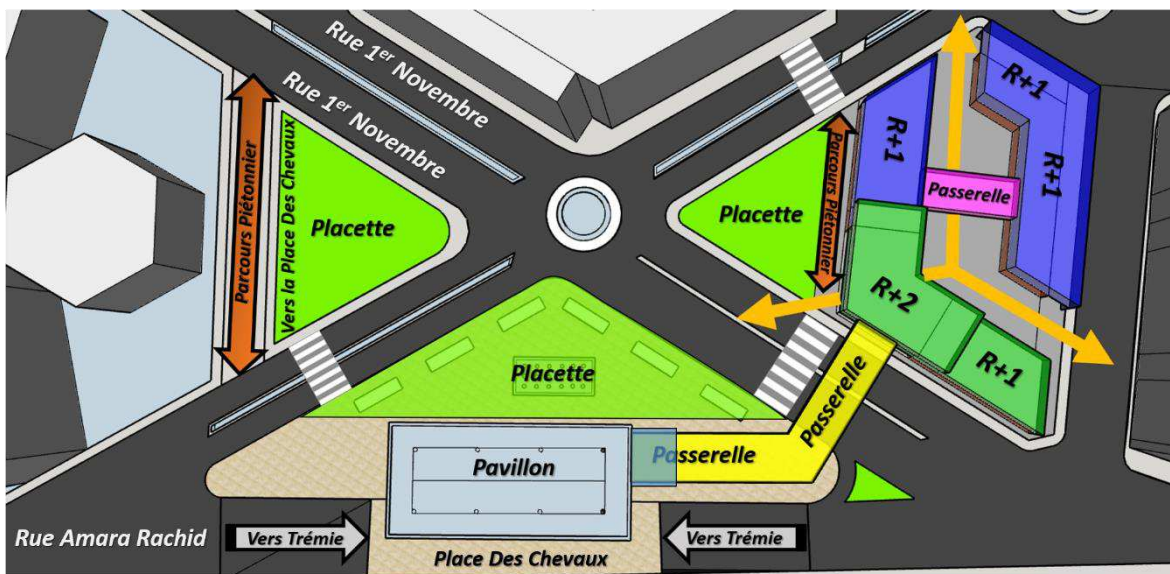 Rue 1er Novembre
Rue 1er Novembre
Parcours Piétonnier
Vers la Place Des Chevaux
Placette
Placette
Parcours Piétonnier
R+1
R+1
R+1
Passerelle
R+2
R+1
Placette
Passerelle
Passerelle
Pavillon
Rue Amara Rachid
Vers Trémie
Vers Trémie
Place Des Chevaux